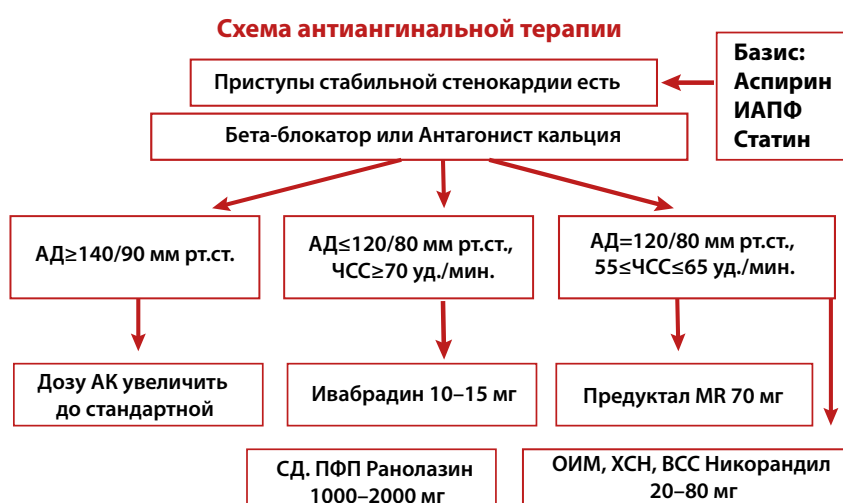 Схема антиангинальной терапии
Базис:
Аспирин
ИАПФ
Статин
Приступы стабильной стенокардии есть
Бета-блокатор или Антагонист кальция
АД≥140/90 мм рт.ст.
АД≤120/80 мм рт.ст.,
ЧСС≥70 уд./мин.
АД=120/80 мм рт.ст.,
55≤ЧСС≤65 уд./мин.
Дозу АК увеличить
до стандартной
Ивабрадин 10–15 мг
Предуктал MR 70 мг
СД. ПФП Ранолазин
1000–2000 мг
ОИМ, ХСН, ВСС Никорандил
20–80 мг